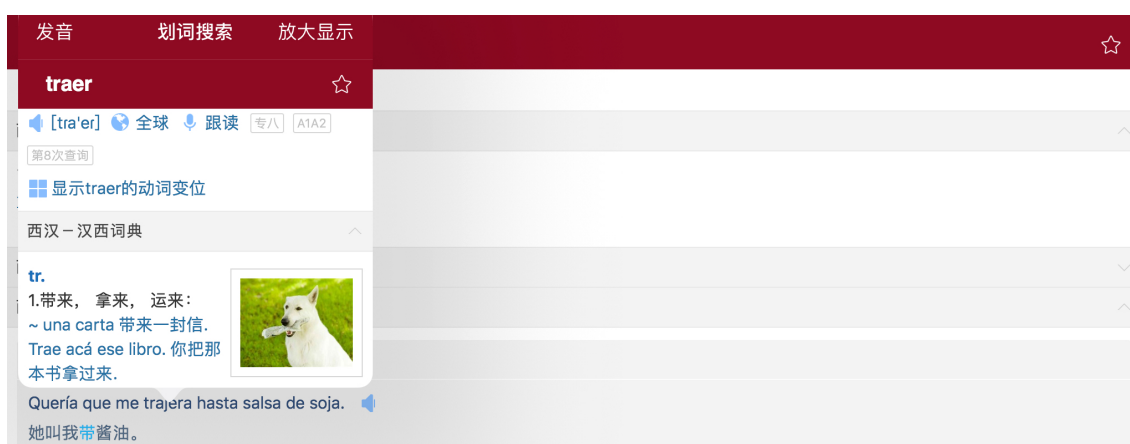 发音 划词搜索 放大显示
traer
[tɾa'eɾ] 全球 跟读 专八 A1A2
第8次查询
显示traer的动词变位
西汉－汉西词典
tr.
1.带来， 拿来， 运来：
~ una carta 带来一封信.
Trae acá ese libro. 你把那
本书拿过来.
Quería que me trajera hasta salsa de soja.
她叫我带酱油。